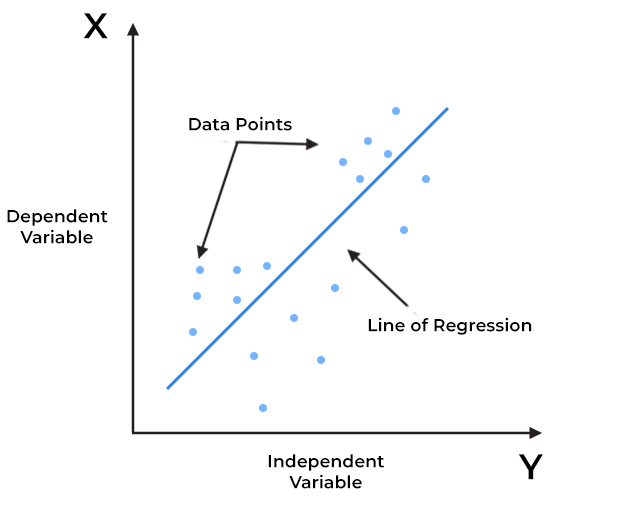 X
Data Points
Dependent
Variable
Line of Regression
Independent
Variable
Y